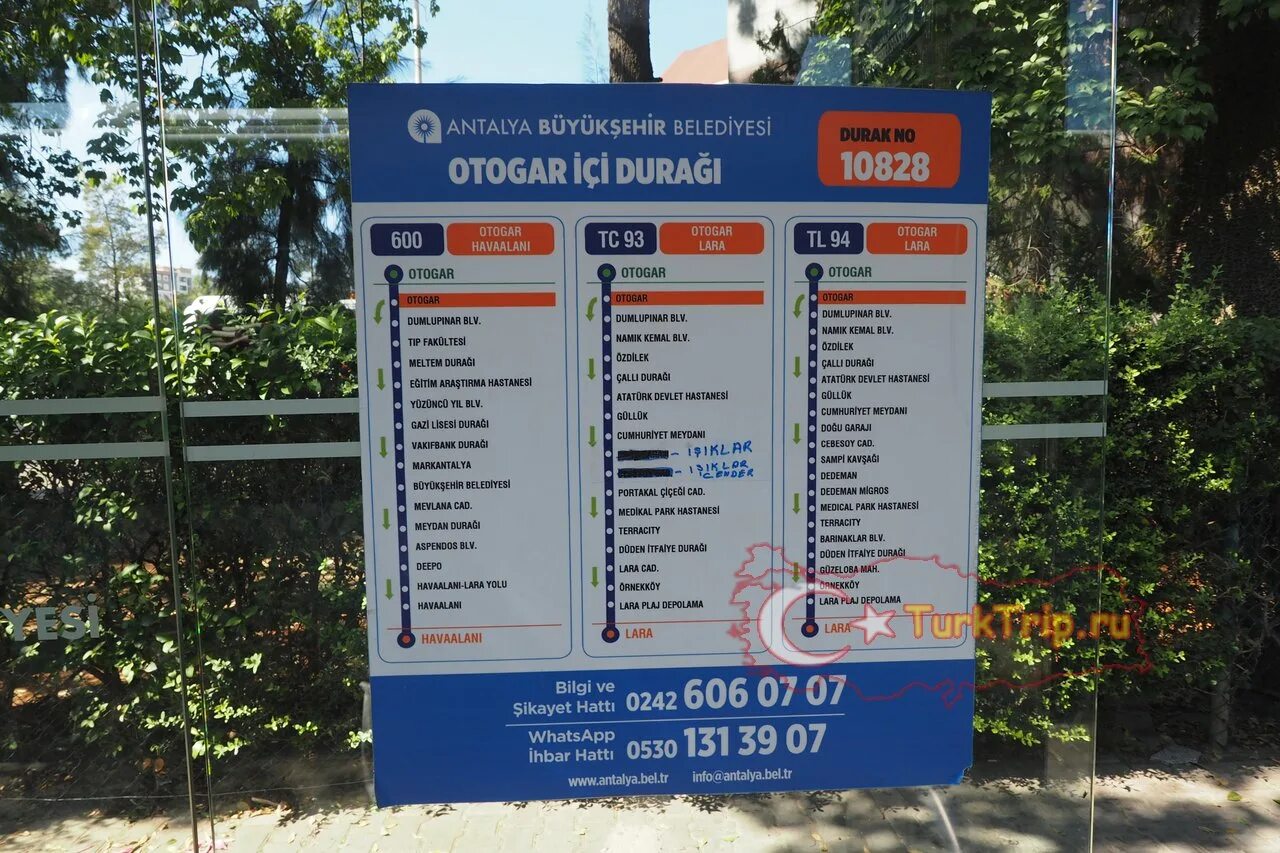 ANTALYA BÜYÜKŞEHİR BELEDİYESİ
OTOGAR İÇİ DURAĞI
DURAK NO
10828
600
OTOGAR
HAVAALANI
OTOGAR
OTOGAR
DUMLUPINAR BLV.
TIP FAKÜLTESİ
MELTEM DURAĞI
EĞİTİM ARAŞTIRMA HASTANESİ
YÜZÜNCÜ YIL BLV.
GAZİ LİSESİ DURAĞI
VAKIFBANK DURAĞI
MARKANTALYA
BÜYÜKŞEHİR BELEDİYESİ
MEVLANA CAD.
MEYDAN DURAĞI
ASPENDOS BLV.
DEEPO
HAVAALANI-LARA YOLU
HAVAALANI
HAVAALANI
TC 93
OTOGAR
LARA
OTOGAR
OTOGAR
DUMLUPINAR BLV.
NAMIK KEMAL BLV.
ÖZDİLEK
ÇALLI DURAĞI
ATATÜRK DEVLET HASTANESİ
GÜLLÜK
CUMHURİYET MEYDANI
- IŞIKLAR
- IŞIKLAR
CENDER
PORTAKAL ÇİÇEĞİ CAD.
MEDİKAL PARK HASTANESİ
TERRACITY
DÜDEN İTFAİYE DURAĞI
LARA CAD.
ÖRNEKKÖY
LARA PLAJ DEPOLAMA
LARA
TL 94
OTOGAR
LARA
OTOGAR
OTOGAR
DUMLUPINAR BLV.
NAMIK KEMAL BLV.
ÖZDİLEK
ÇALLI DURAĞI
ATATÜRK DEVLET HASTANESİ
GÜLLÜK
CUMHURİYET MEYDANI
DOĞU GARAJI
CEBESOY CAD.
SAMPİ KAVŞAĞI
DEDEMAN
DEDEMAN MİGROS
MEDICAL PARK HASTANESİ
TERRACITY
BARINAKLAR BLV.
DÜDEN İTFAİYE DURAĞI
GÜZELOBA MAH.
ÖRNEKKÖY
LARA PLAJ DEPOLAMA
LARA
TurkTrip.ru
Bilgi ve
Şikayet Hattı 0242 606 07 07
WhatsApp
İhbar Hattı 0530 131 39 07
www.antalya.bel.tr info@antalya.bel.tr
YESİ